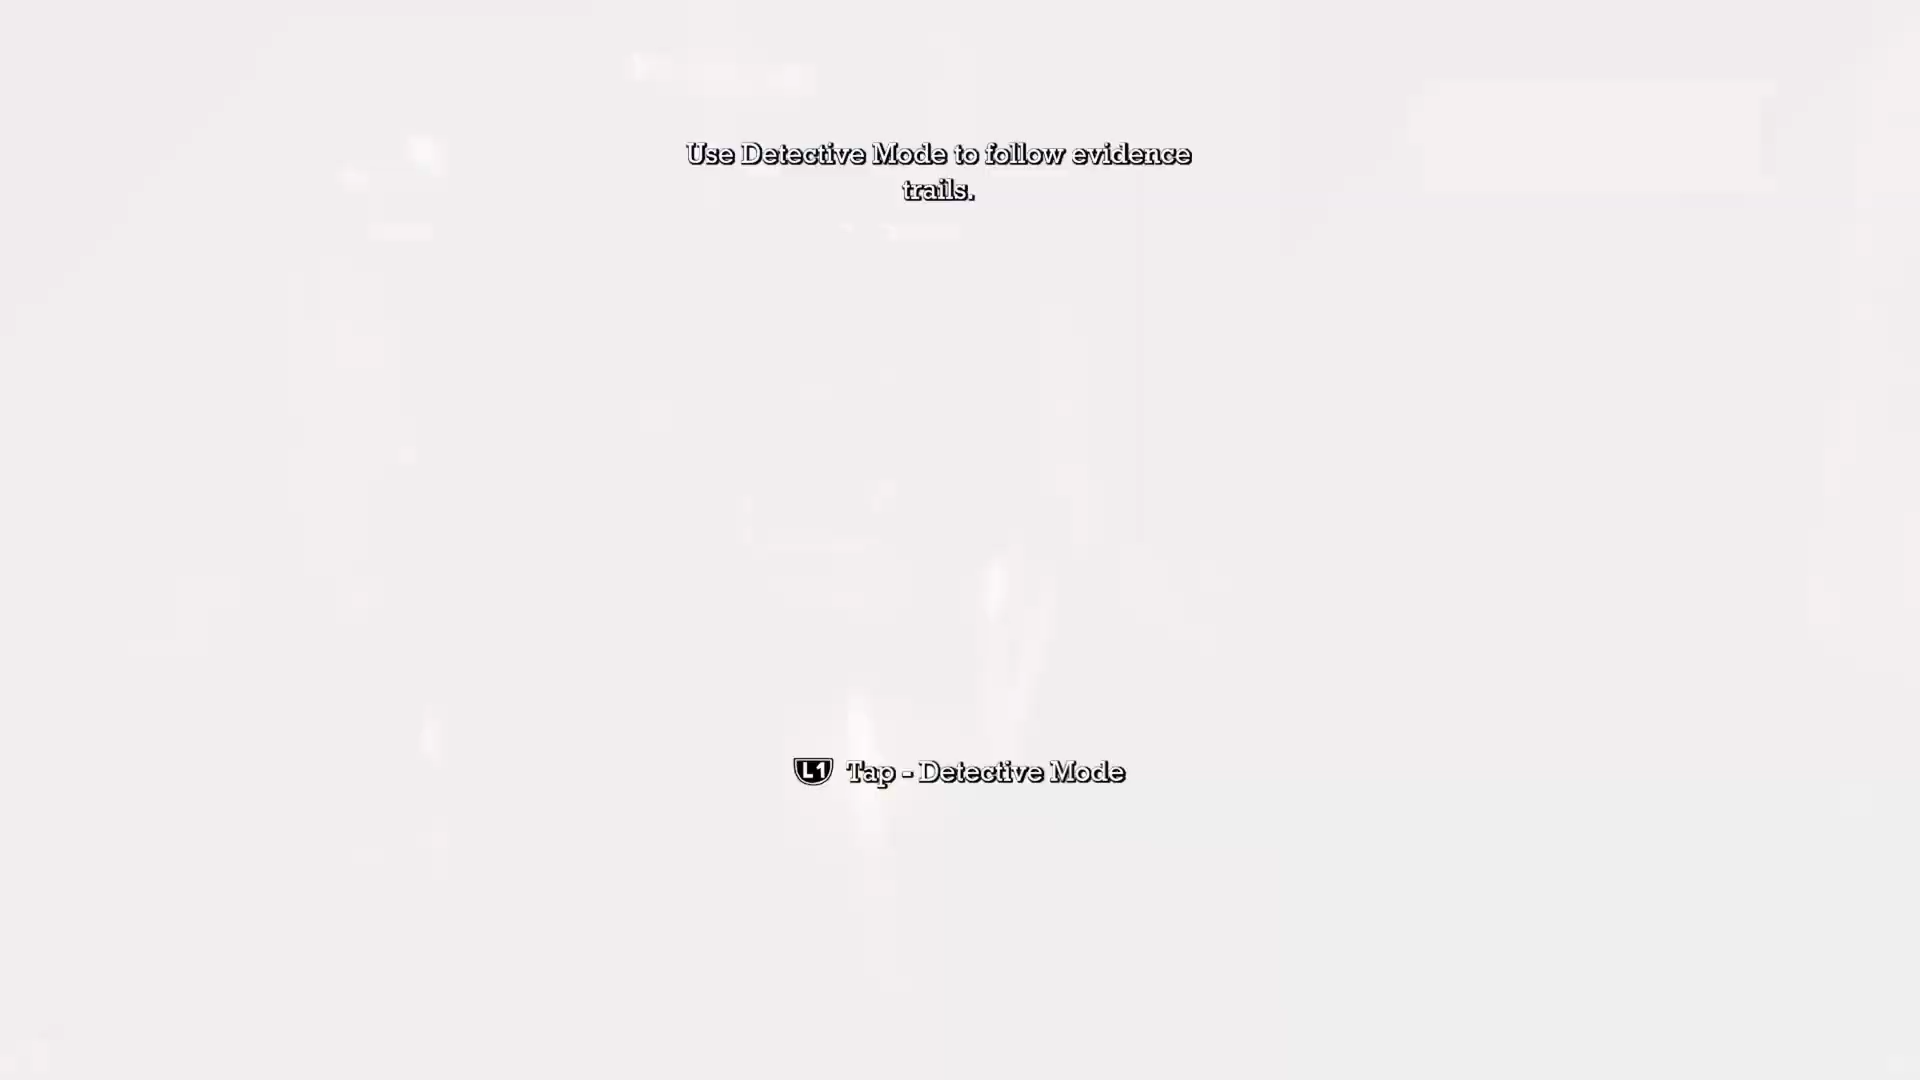 Use Detective Mode to follow evidence
trails.
L1 Tap - Detective Mode